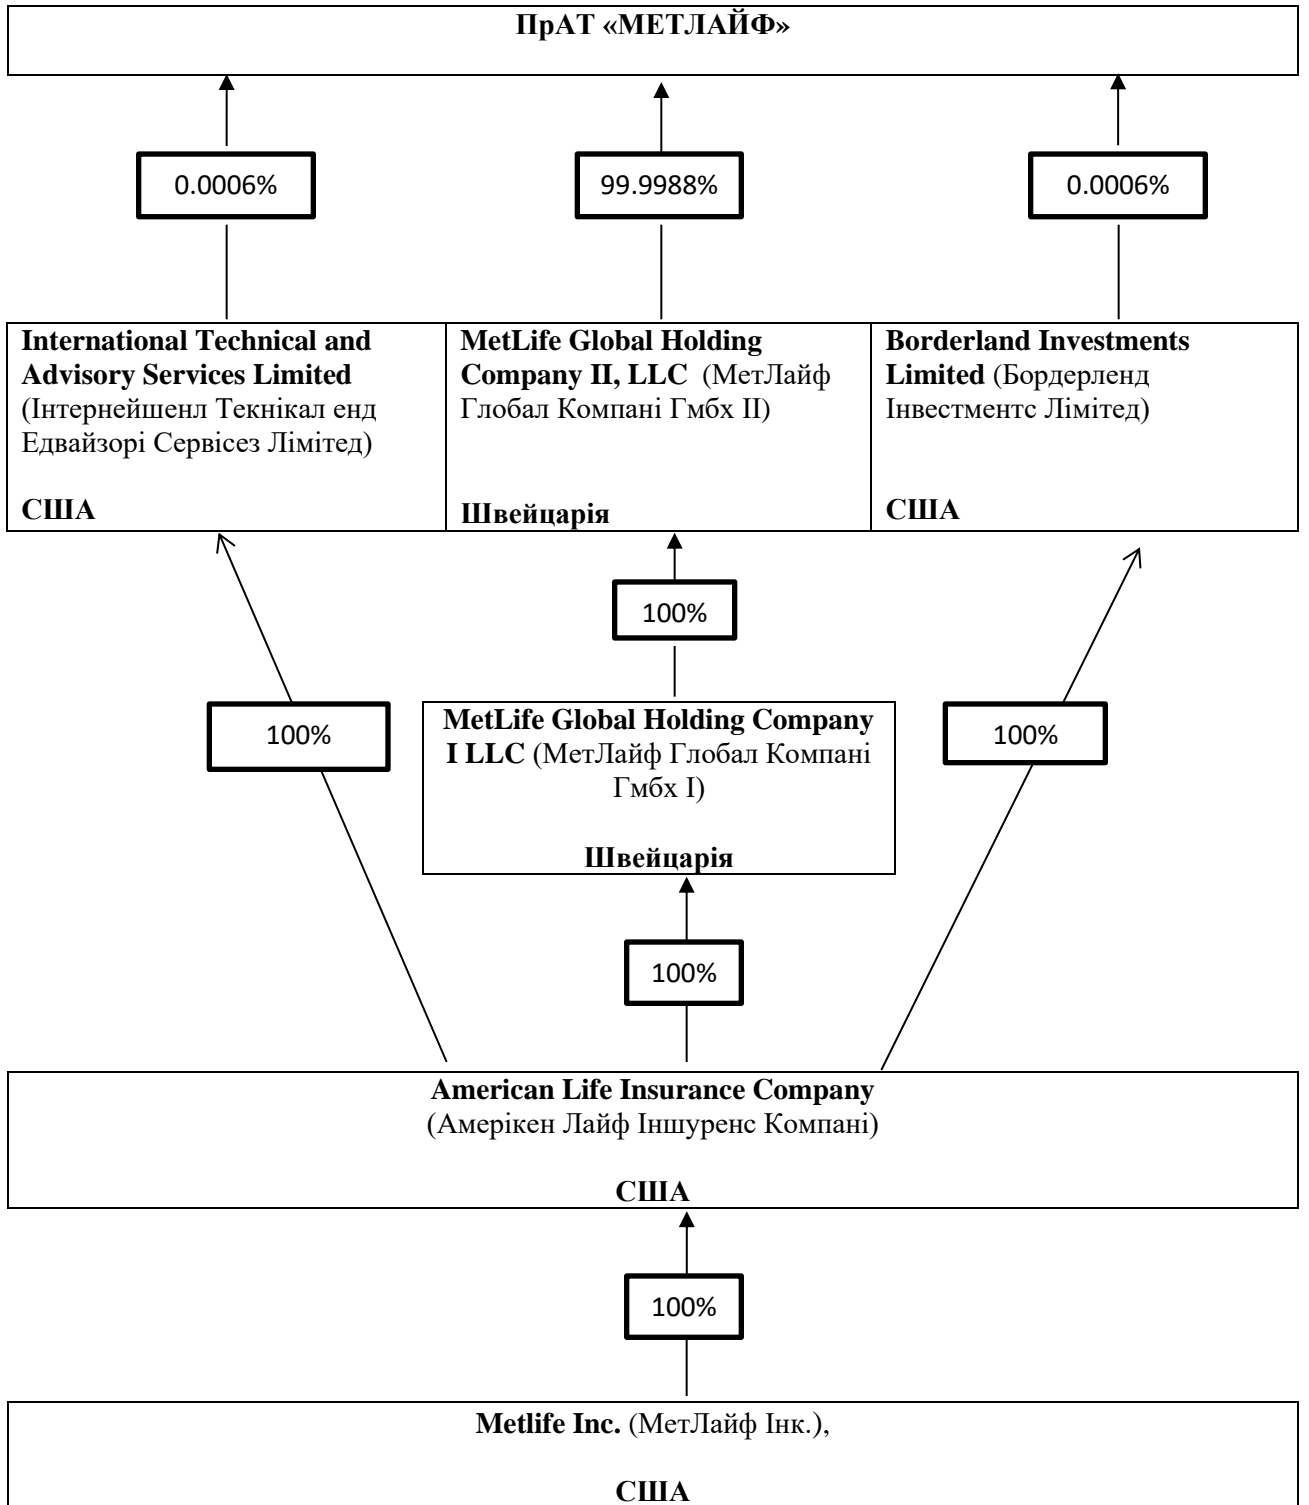 ПрАТ «МЕТЛАЙФ»
0.0006%
99.9988%
0.0006%
International Technical and
Advisory Services Limited
(Інтернейшенл Текнікал енд
Едвайзорі Сервісез Лімітед)
США
MetLife Global Holding
Company II, LLC (МетЛайф
Глобал Компані Гмбх ІІ)
Швейцарія
Borderland Investments
Limited (Бордерленд
Інвестментс Лімітед)
США
100%
100%
100%
MetLife Global Holding Company
I LLC (МетЛайф Глобал Компані
Гмбх І)
Швейцарія
100%
American Life Insurance Company
(Амерікен Лайф Іншуренс Компані)
США
100%
Metlife Inc. (МетЛайф Інк.),
США